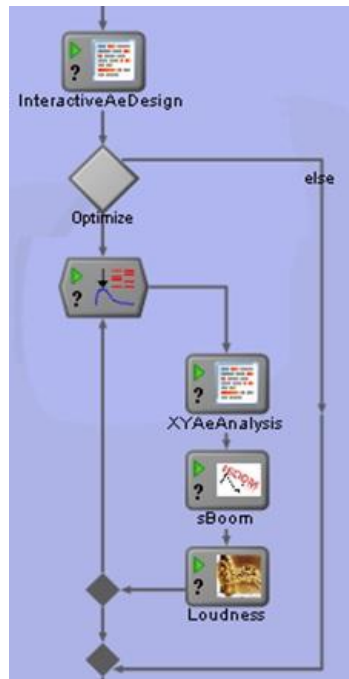 ?
InteractiveAeDesign
else
Optimize
?
?
XYAeAnalysis
?
sBoom
?
Loudness